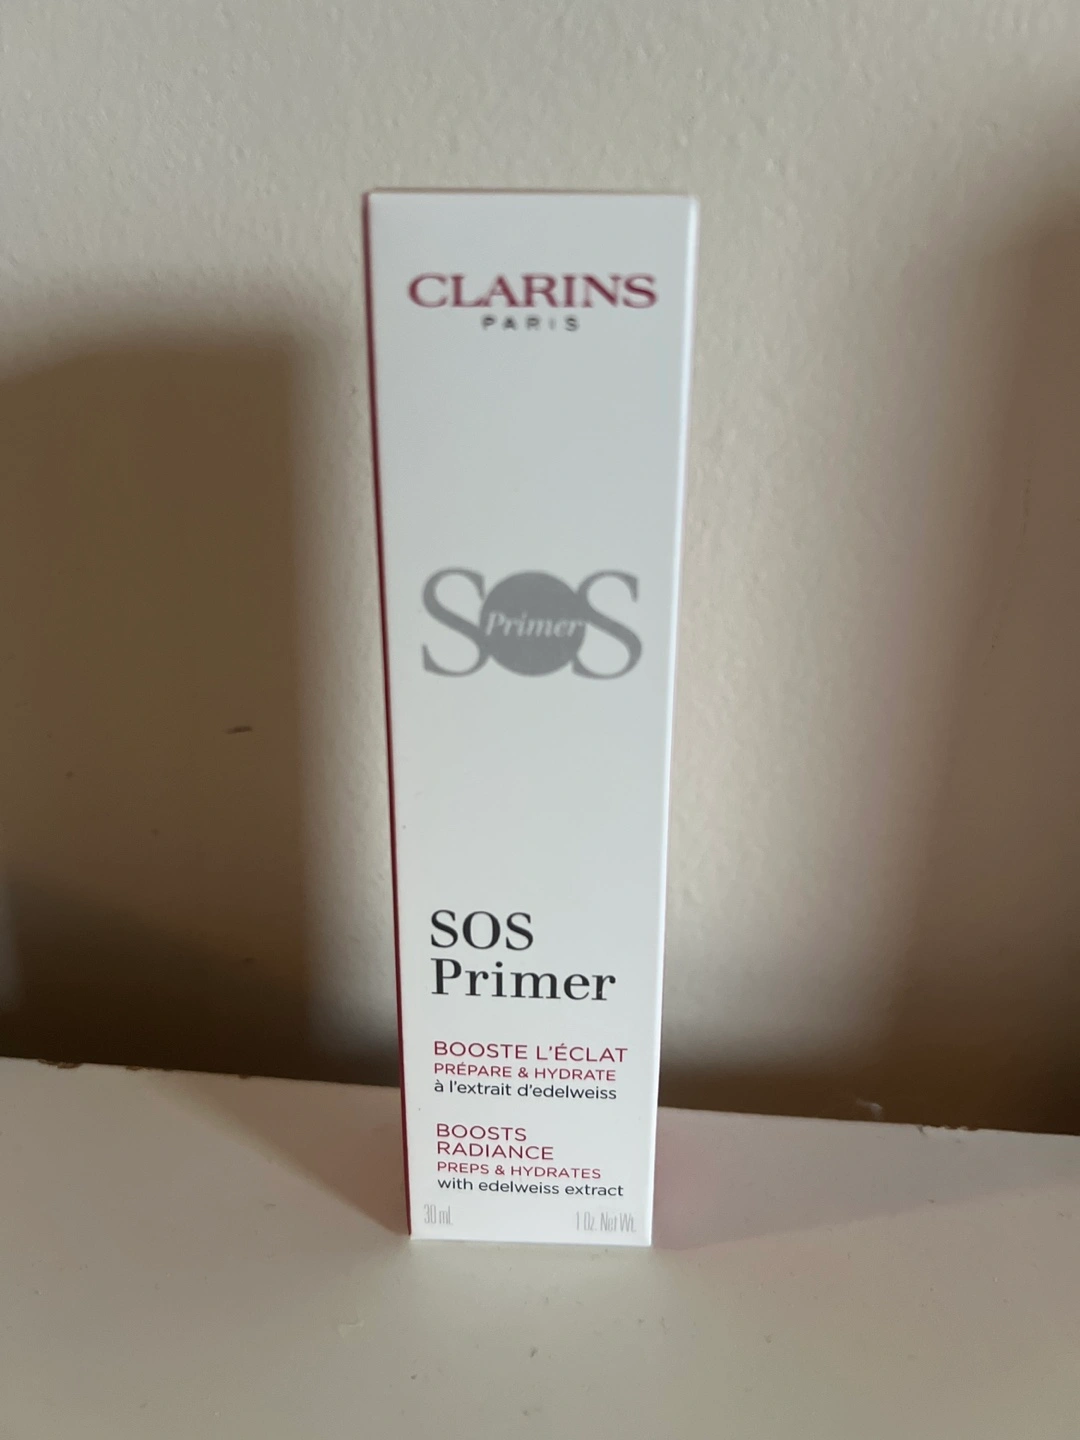 CLARINS
PARIS
SOS
Primer
SOS
Primer
BOOSTE L'ÉCLAT
PRÉPARE & HYDRATE
à l'extrait d'edelweiss
BOOSTS
RADIANCE
PREPS & HYDRATES
with edelweiss extract
30 ml 1 Oz. Net Wt.